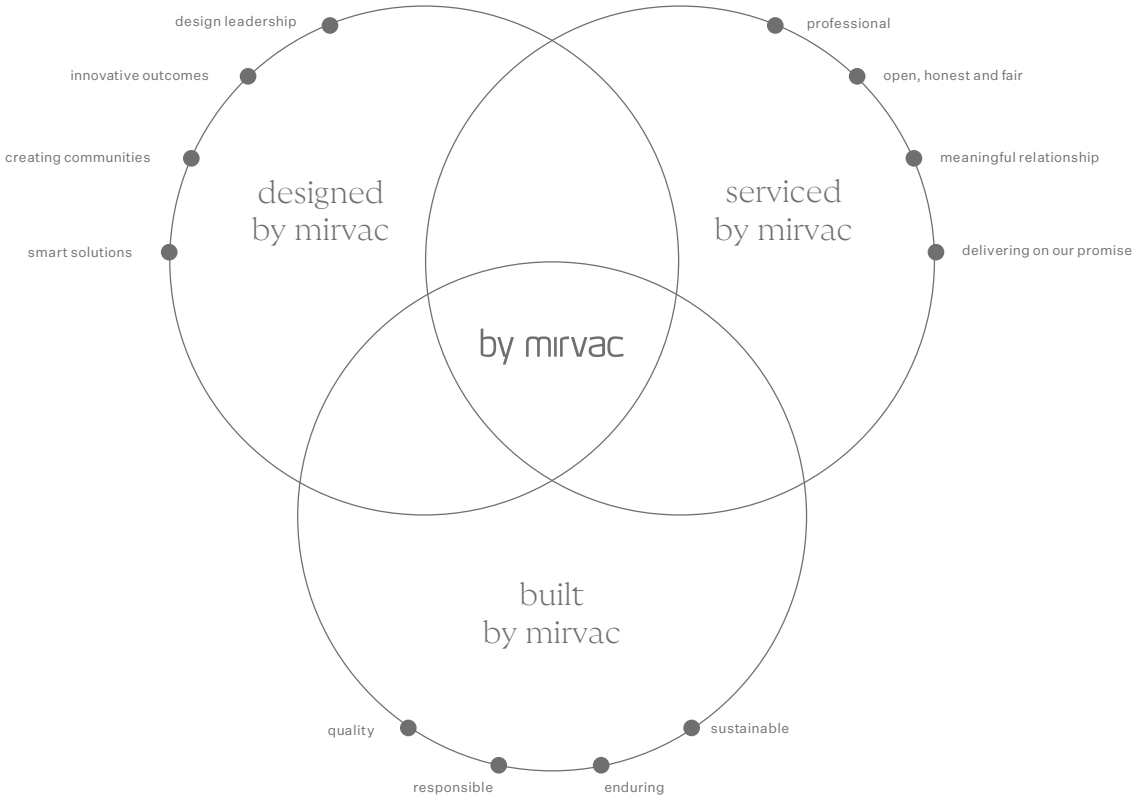 design leadership
innovative outcomes
creating communities
smart solutions
designed
by mirvac
professional
open, honest and fair
meaningful relationship
delivering on our promise
serviced
by mirvac
by mirvac
built
by mirvac
quality
responsible
enduring
sustainable